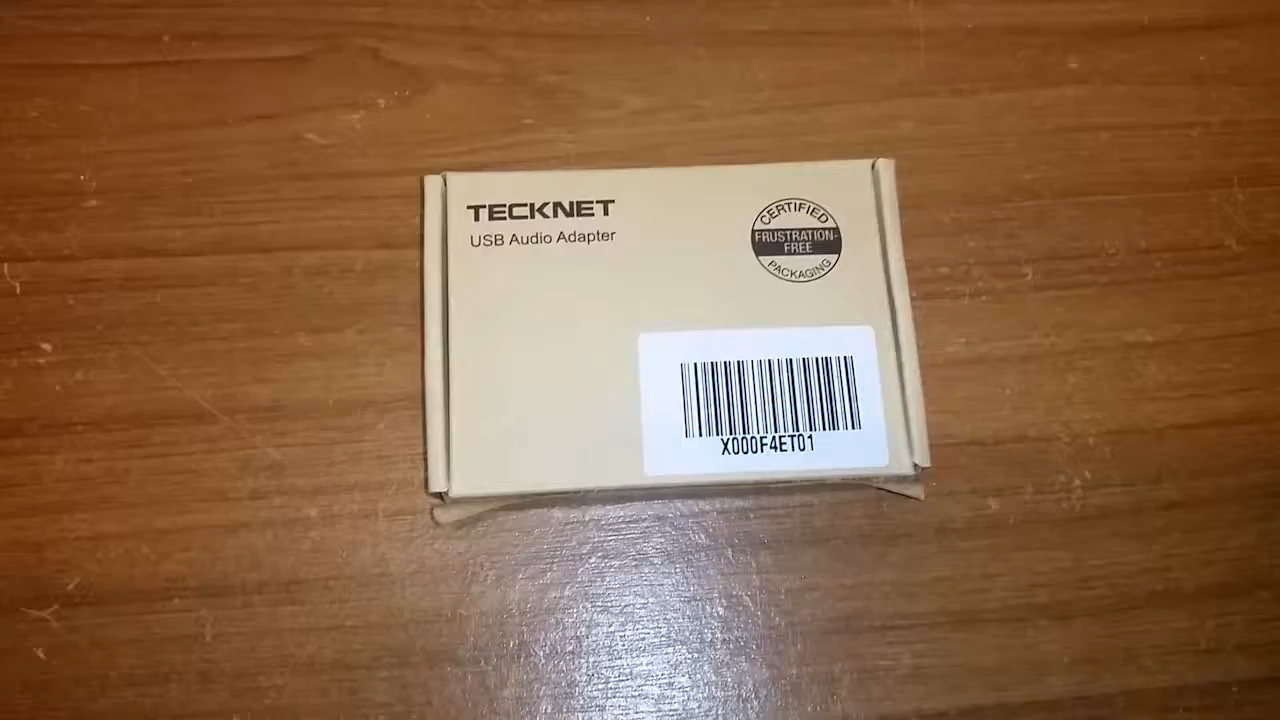 TECKNET
USB Audio Adapter
CERTIFIED
FRUSTRATION-
FREE
PACKAGING
X000F4ET01